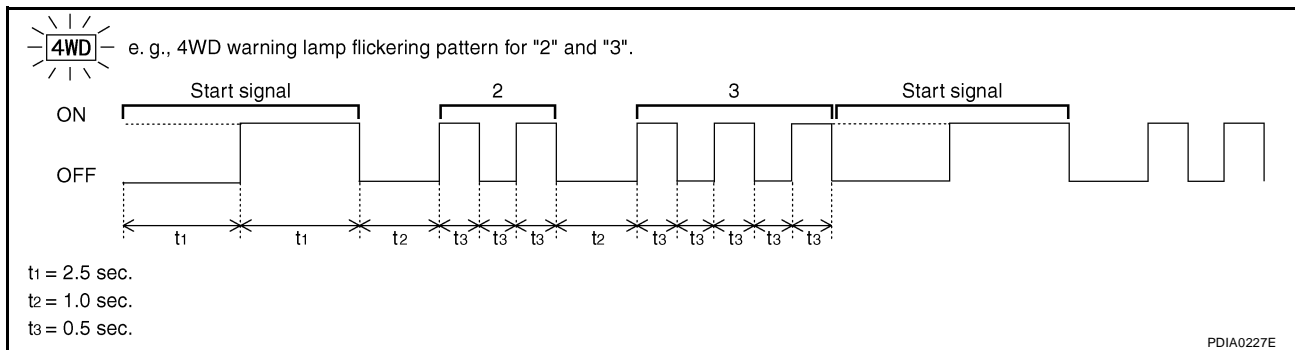 4WD e. g., 4WD warning lamp flickering pattern for "2" and "3".
Start signal 2 3 Start signal
ON
OFF
t1 t1 t2 t3 t3 t3 t2 t3 t3 t3 t3 t3
t1 = 2.5 sec.
t2 = 1.0 sec.
t3 = 0.5 sec.
PDIA0227E